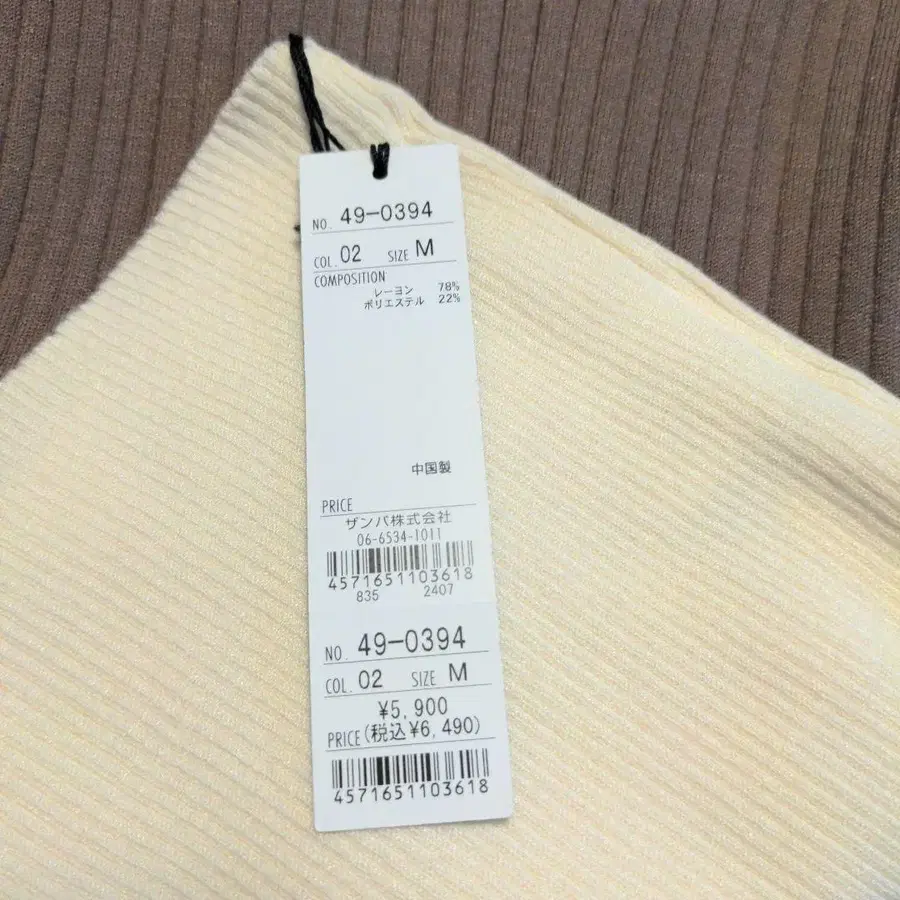 NO. 49-0394
COL. 02 SIZE M
COMPOSITION
レーヨン 78%
ポリエステル 22%
中国製
PRICE
ザンパ株式会社
06-6534-1011
4571651103618
835 2407
NO. 49-0394
COL. 02 SIZE M
¥5,900
PRICE(税込¥6,490)
4571651103618